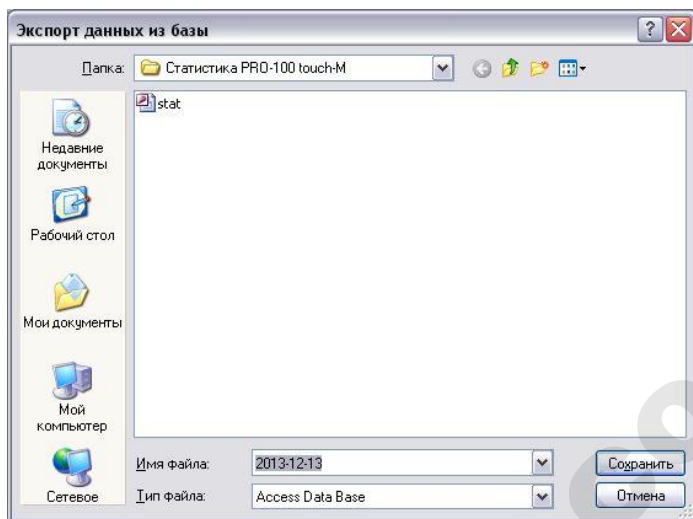 Экспорт данных из базы
Папка:
Статистика PRO-100 touch-M
stat
Недавние
документы
Рабочий стол
Мои документы
Мой
компьютер
Сетевое
Имя файла:
2013-12-13
Сохранить
Тип файла:
Access Data Base
Отмена